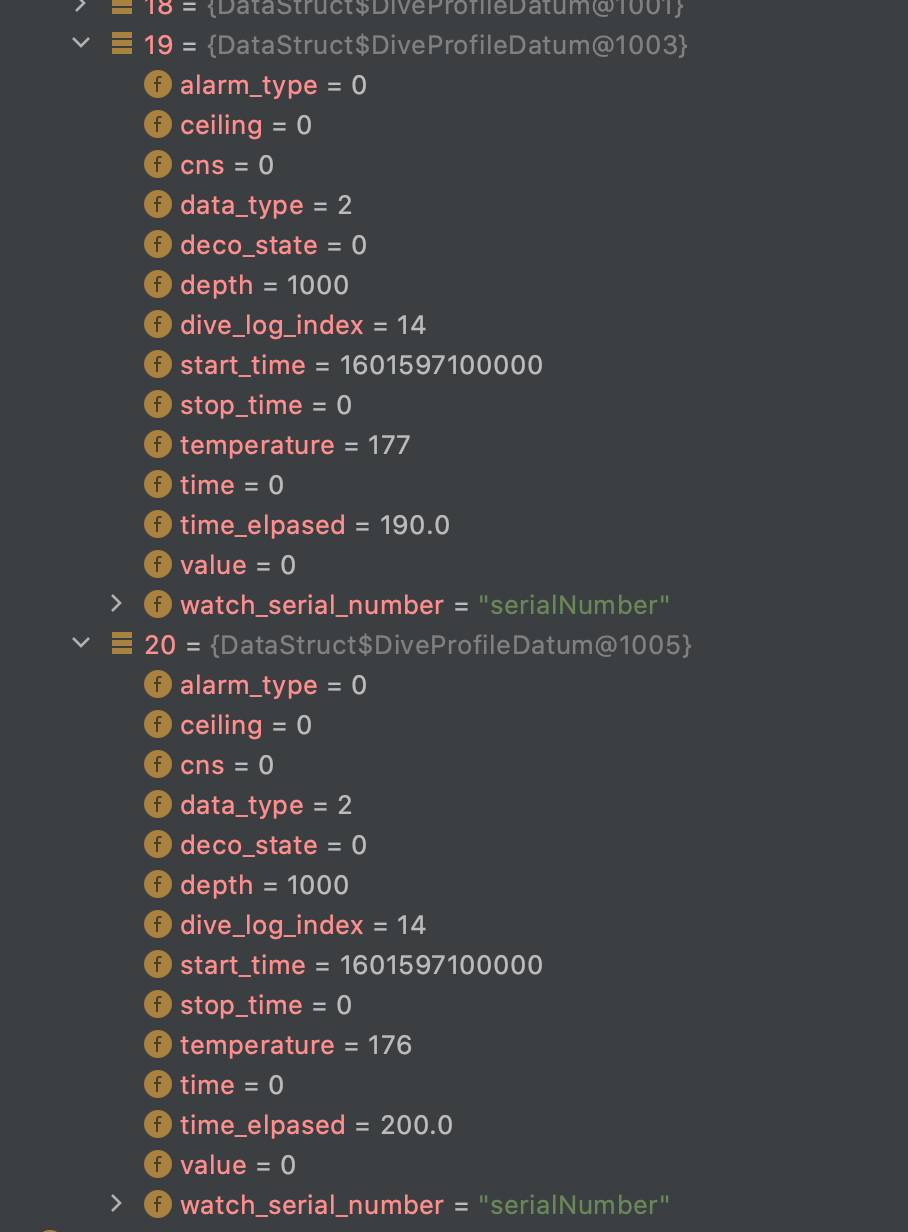 18 = {DataStruct$DiveProfileDatum@1001}
19 = {DataStruct$DiveProfileDatum@1003}
f alarm_type = 0
f ceiling = 0
f cns = 0
f data_type = 2
f deco_state = 0
f depth = 1000
f dive_log_index = 14
f start_time = 1601597100000
f stop_time = 0
f temperature = 177
f time = 0
f time_elpased = 190.0
f value = 0
f watch_serial_number = "serialNumber"
20 = {DataStruct$DiveProfileDatum@1005}
f alarm_type = 0
f ceiling = 0
f cns = 0
f data_type = 2
f deco_state = 0
f depth = 1000
f dive_log_index = 14
f start_time = 1601597100000
f stop_time = 0
f temperature = 176
f time = 0
f time_elpased = 200.0
f value = 0
f watch_serial_number = "serialNumber"